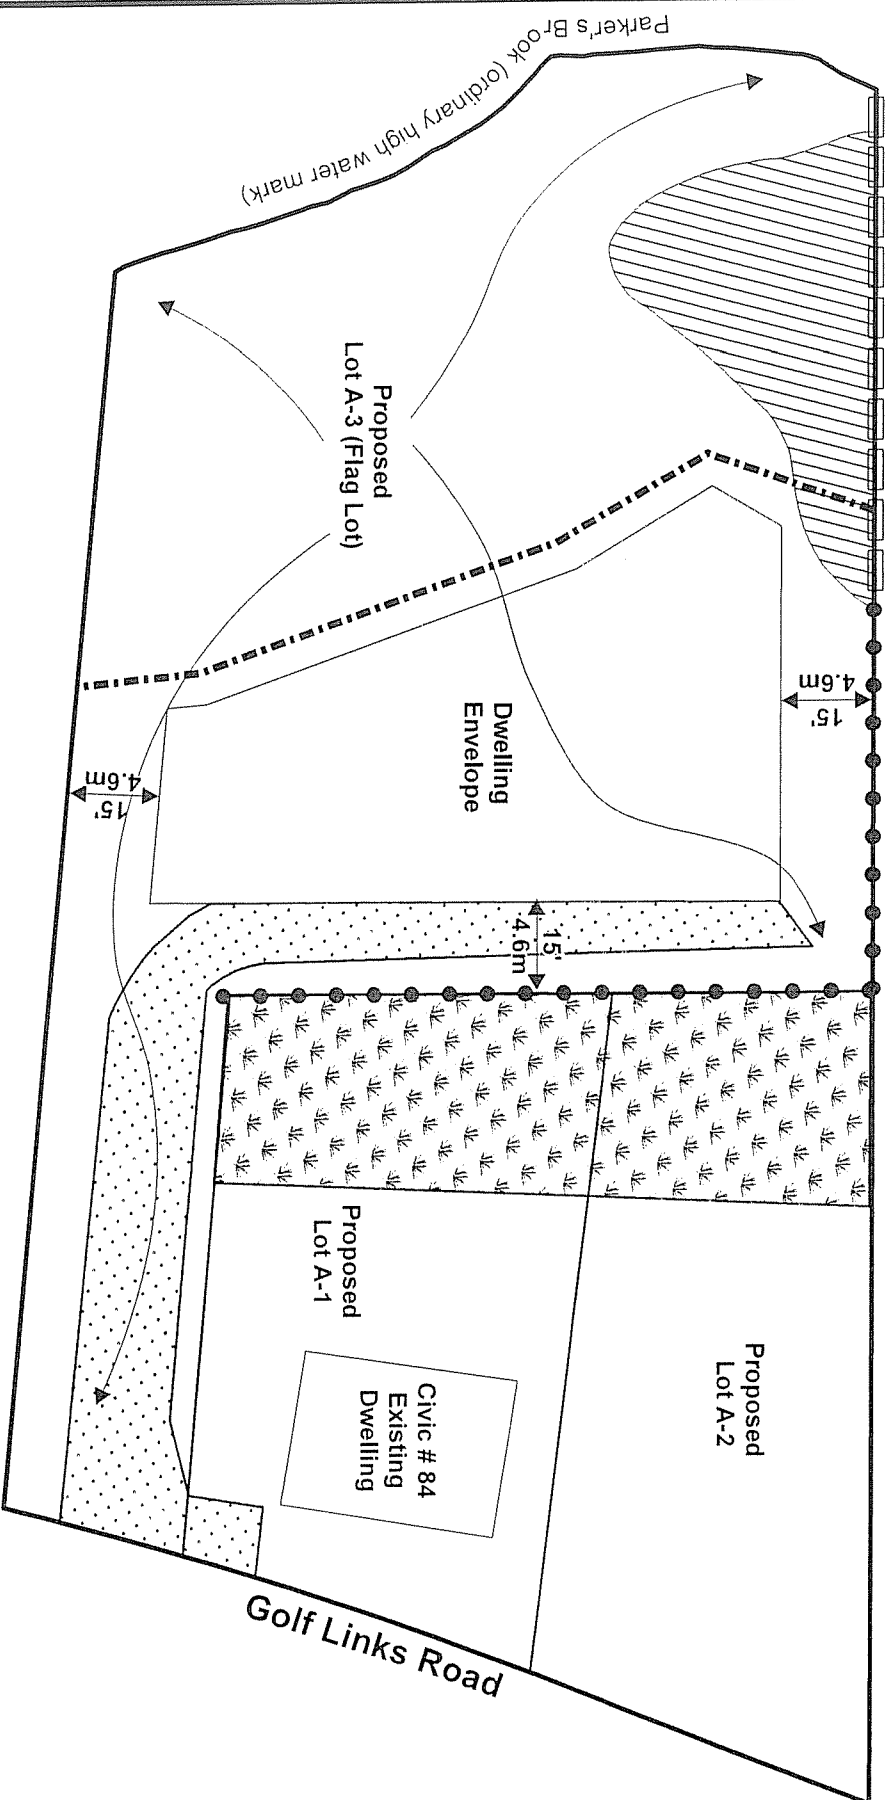 Parker's Brook (ordinary high water mark)
Proposed
Lot A-3 (Flag Lot)
Dwelling
Envelope
15'
4.6m
15'
4.6m
15'
4.6m
Proposed
Lot A-1
Proposed
Lot A-2
Civic # 84
Existing
Dwelling
Golf Links Road